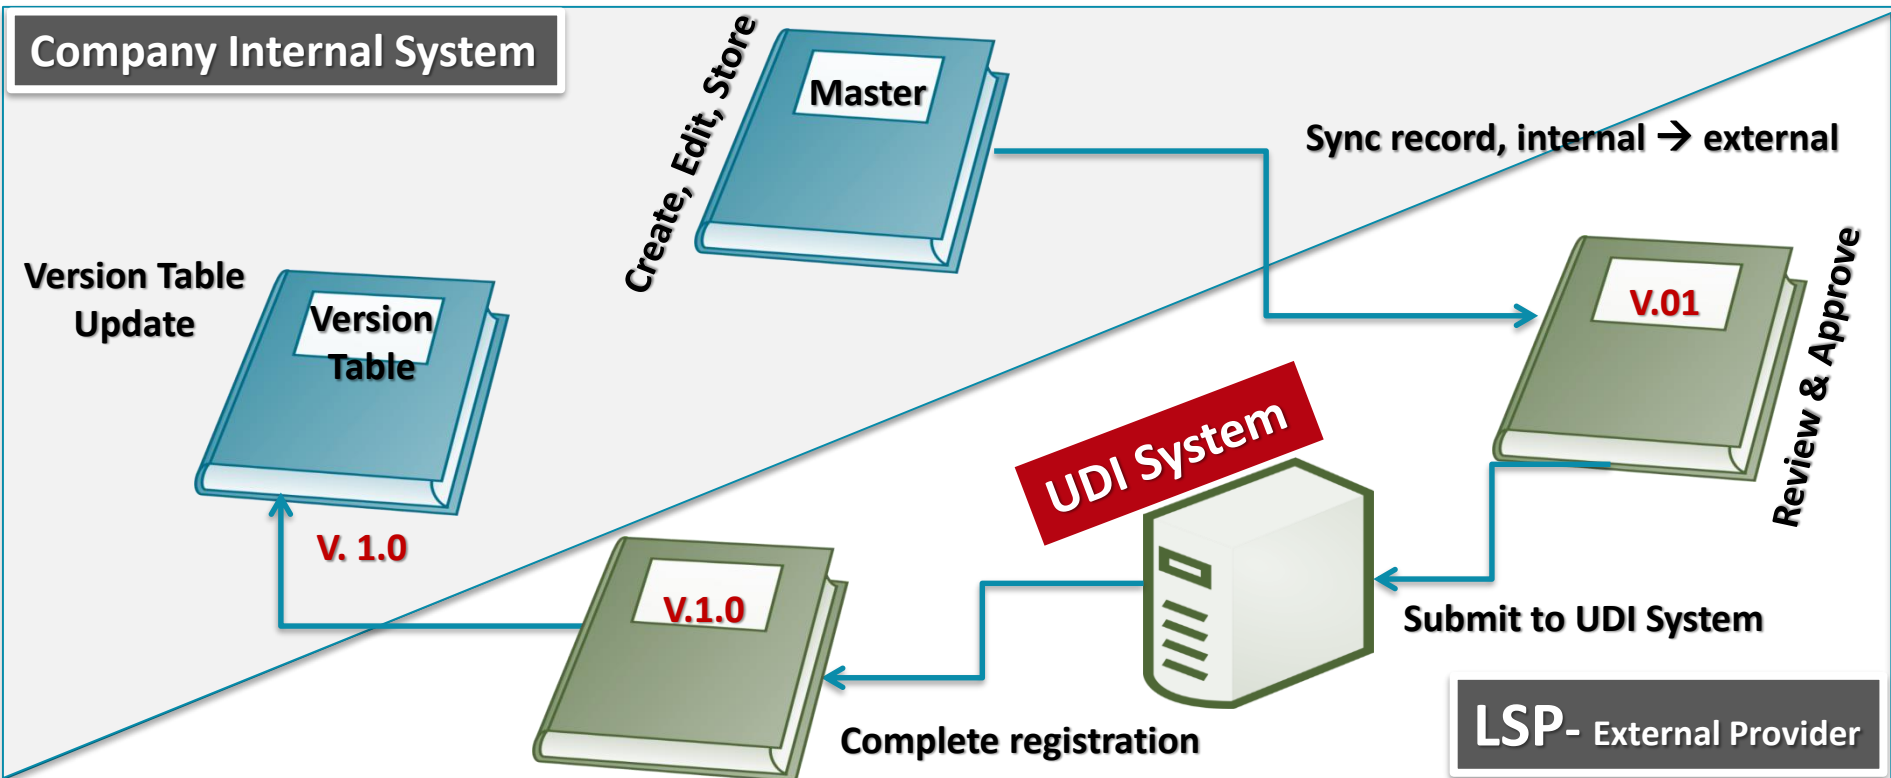 Company Internal System
Create, Edit, Store
Master
Sync record, internal → external
Version Table
Update
Version
Table
V.01
Review & Approve
UDI System
V. 1.0
V.1.0
Submit to UDI System
Complete registration
LSP- External Provider